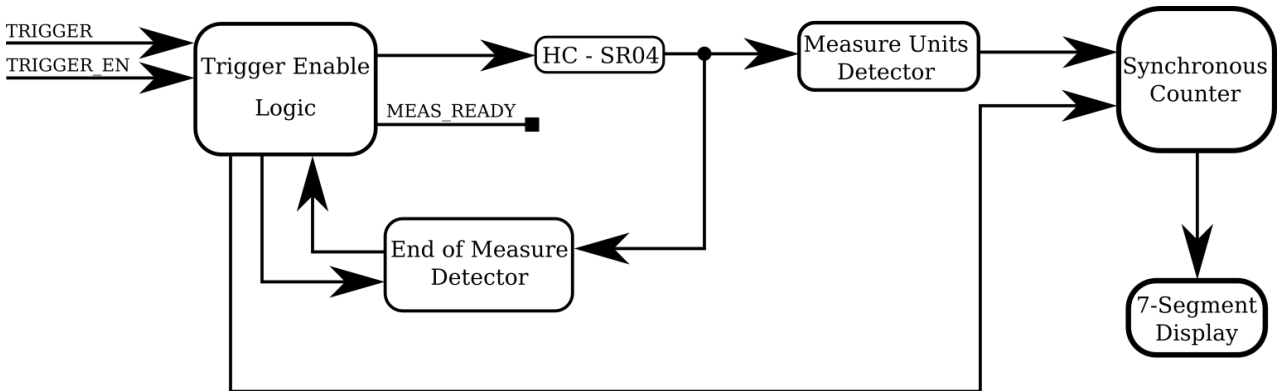 TRIGGER
TRIGGER_EN
Trigger Enable
Logic
MEAS_READY
HC - SR04
Measure Units
Detector
Synchronous
Counter
End of Measure
Detector
7-Segment
Display